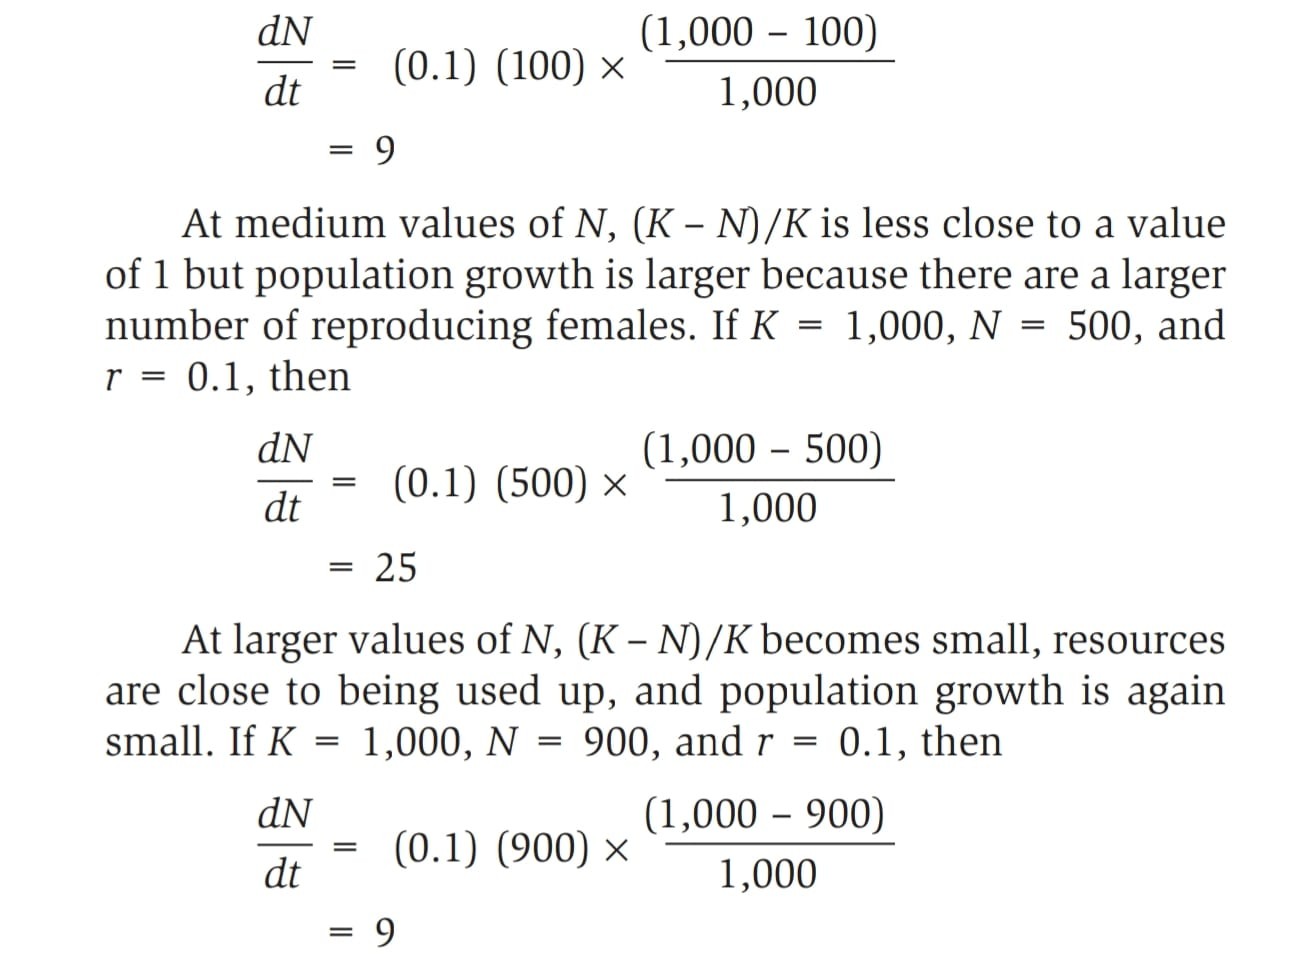 dN/dt = (0.1) (100) × (1,000 – 100)/1,000
= 9
At medium values of N, (K – N)/K is less close to a value
of 1 but population growth is larger because there are a larger
number of reproducing females. If K = 1,000, N = 500, and
r = 0.1, then
dN/dt = (0.1) (500) × (1,000 – 500)/1,000
= 25
At larger values of N, (K – N)/K becomes small, resources
are close to being used up, and population growth is again
small. If K = 1,000, N = 900, and r = 0.1, then
dN/dt = (0.1) (900) × (1,000 – 900)/1,000
= 9